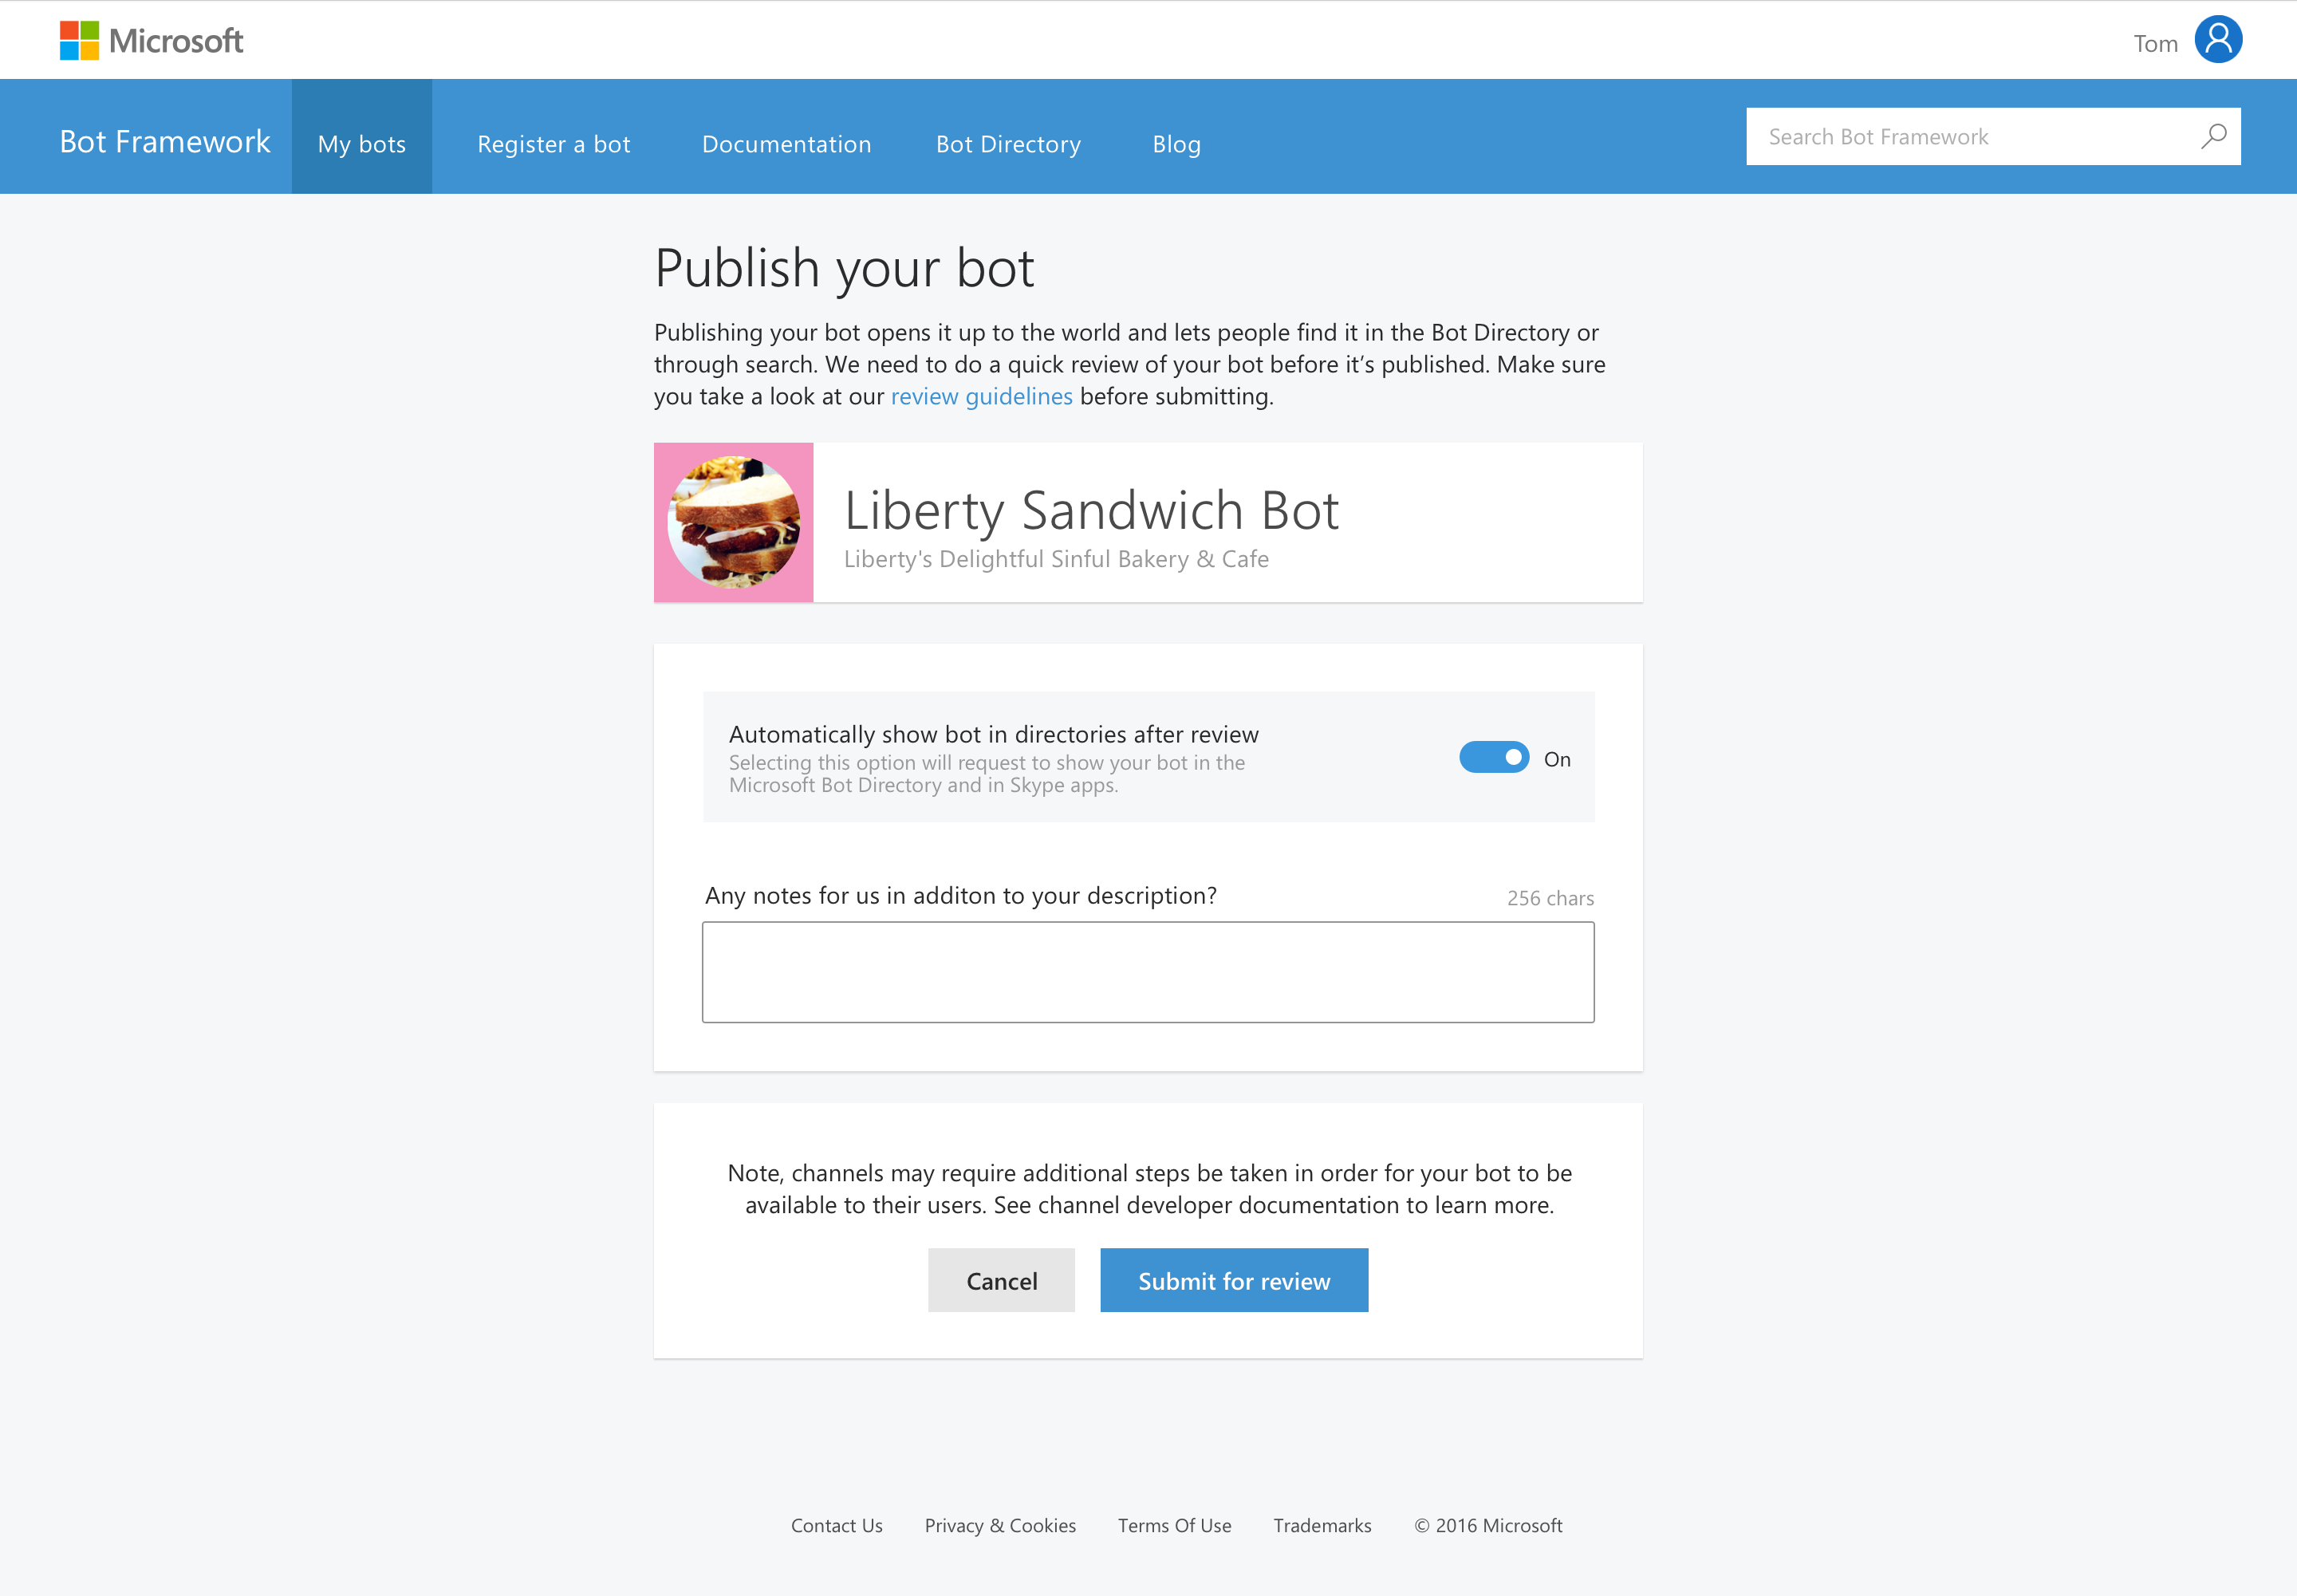 Microsoft
Tom
Bot Framework
My bots
Register a bot
Documentation
Bot Directory
Blog
Search Bot Framework
Publish your bot
Publishing your bot opens it up to the world and lets people find it in the Bot Directory or
through search. We need to do a quick review of your bot before it’s published. Make sure
you take a look at our review guidelines before submitting.
Liberty Sandwich Bot
Liberty's Delightful Sinful Bakery & Cafe
Automatically show bot in directories after review
Selecting this option will request to show your bot in the
Microsoft Bot Directory and in Skype apps.
On
Any notes for us in additon to your description?
256 chars
Note, channels may require additional steps be taken in order for your bot to be
available to their users. See channel developer documentation to learn more.
Cancel
Submit for review
Contact Us
Privacy & Cookies
Terms Of Use
Trademarks
© 2016 Microsoft